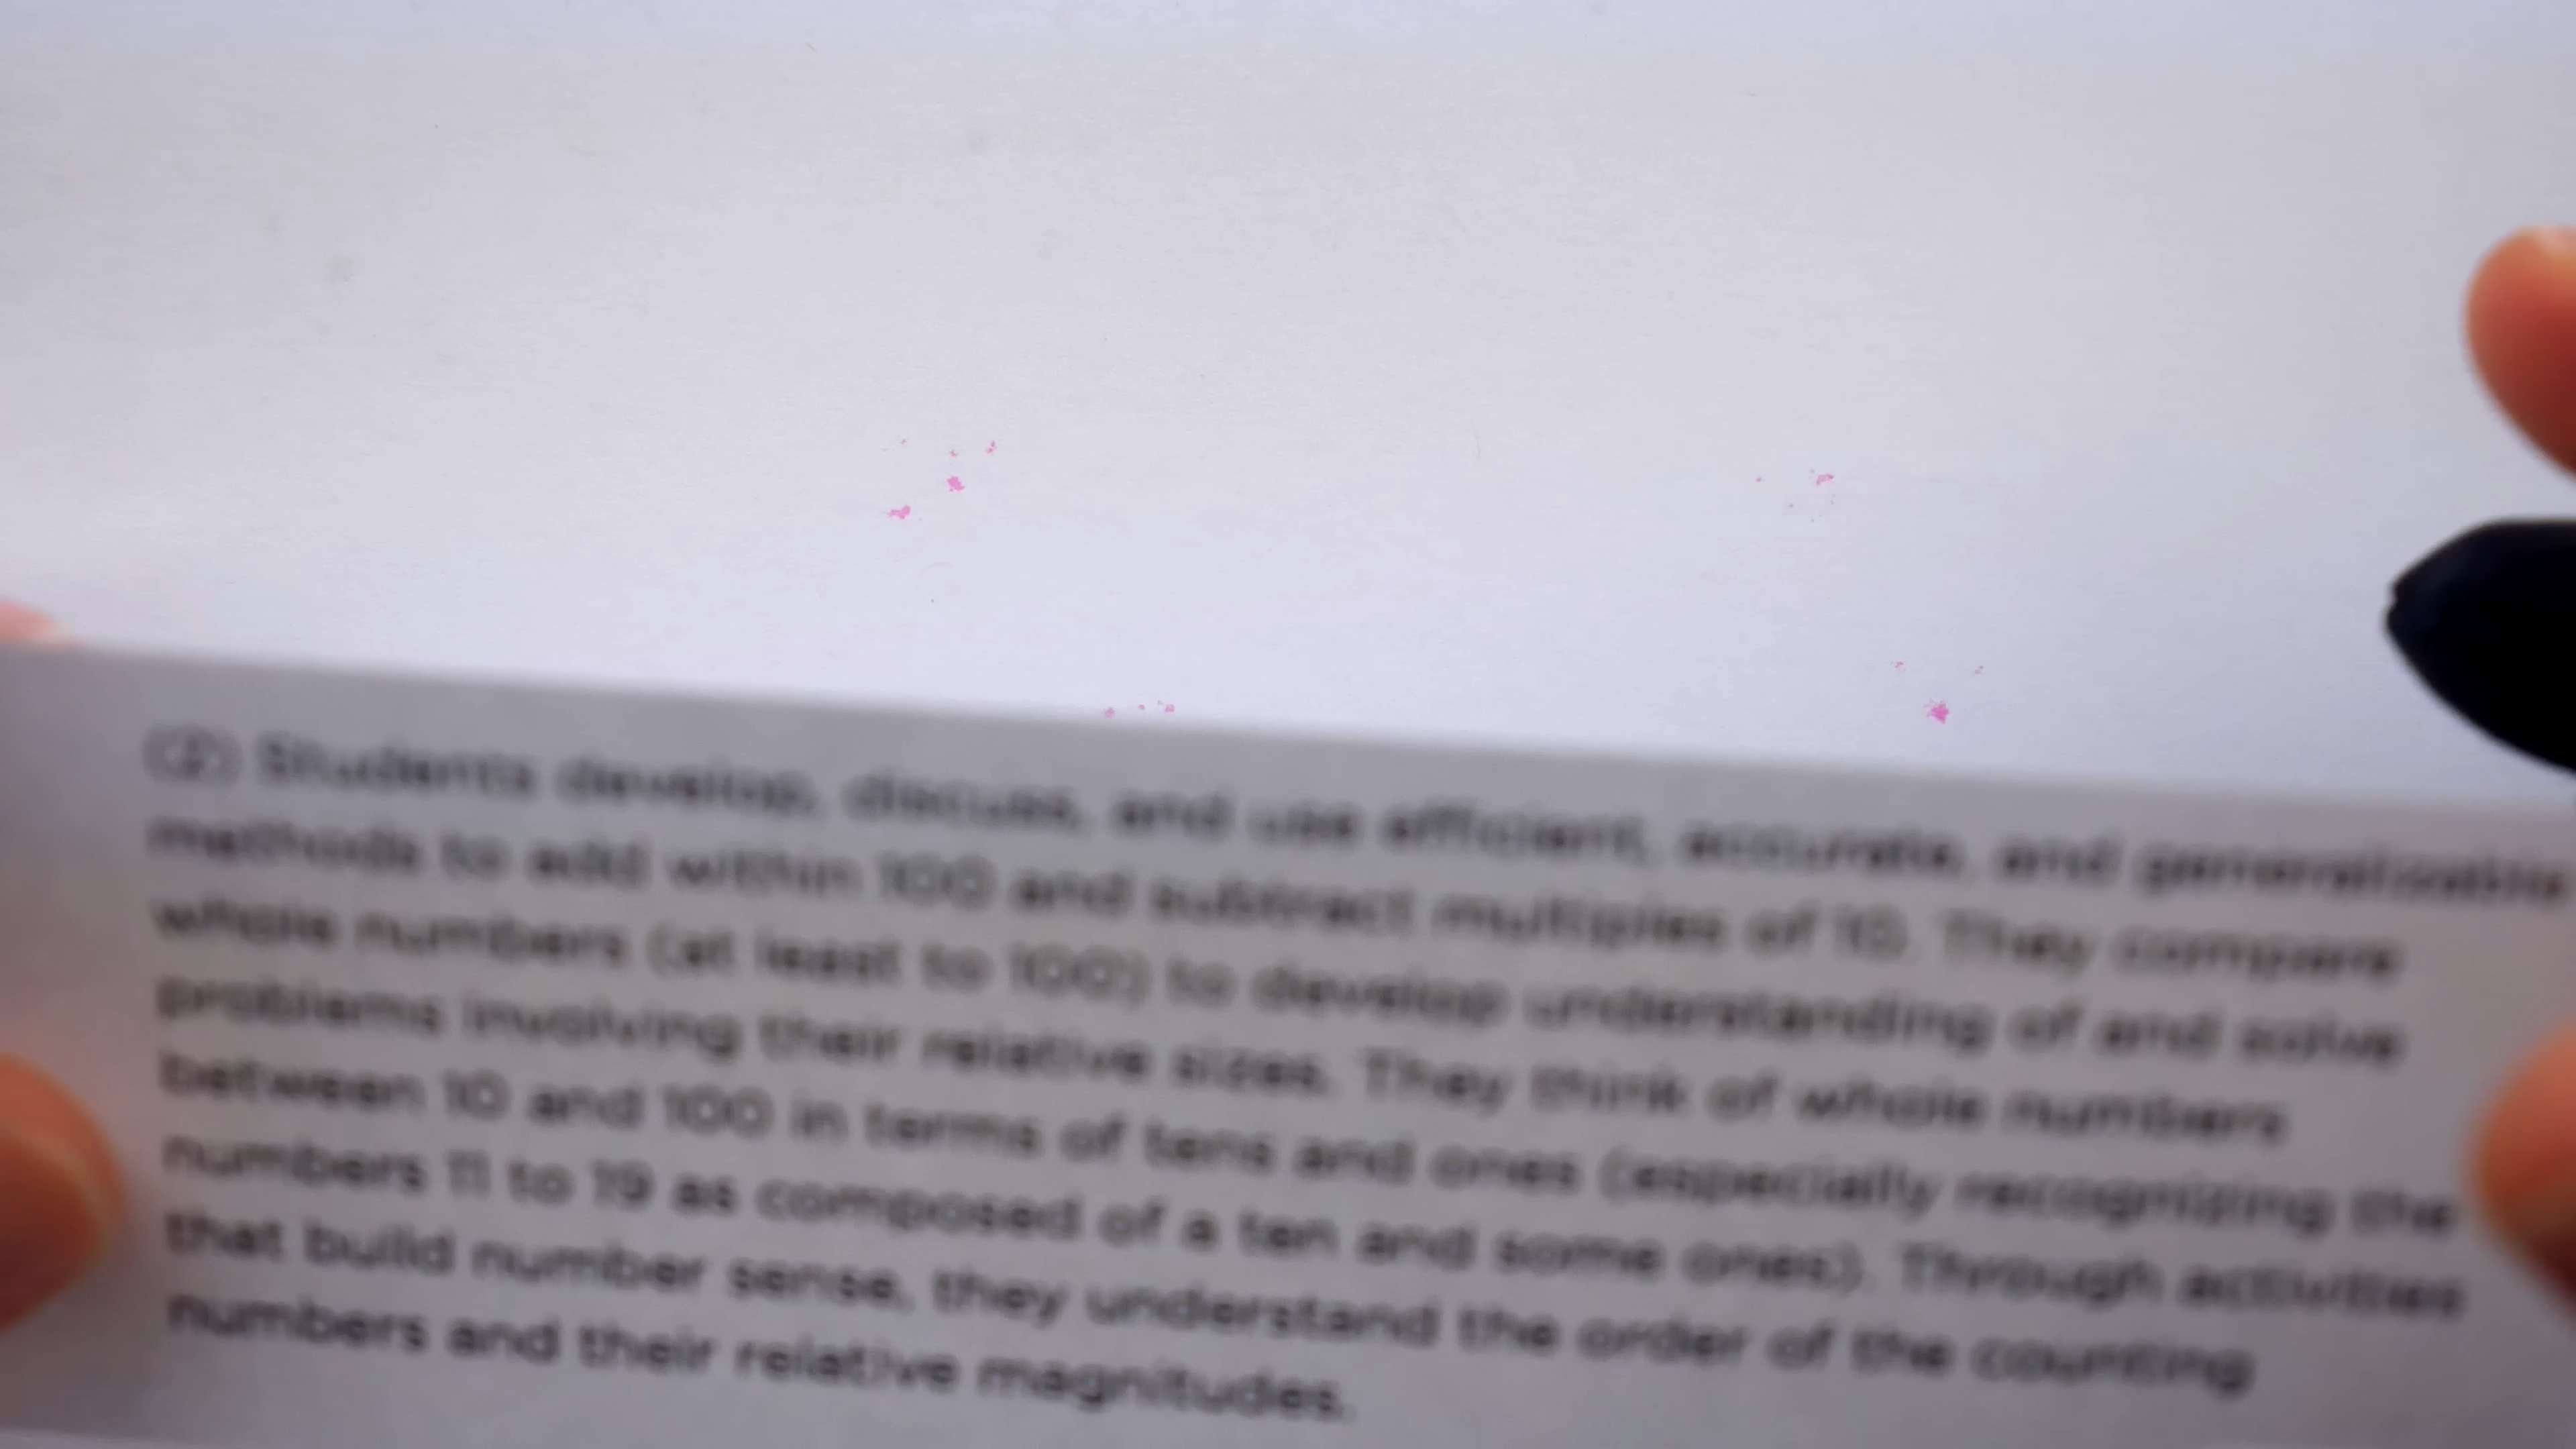 (2) Students develop, discuss, and use efficient, accurate, and generalizable
methods to add within 100 and subtract multiples of 10. They compare
whole numbers (at least to 100) to develop understanding of and solve
problems involving their relative sizes. They think of whole numbers
between 10 and 100 in terms of tens and ones (especially recognizing the
numbers 11 to 19 as composed of a ten and some ones). Through activities
that build number sense, they understand the order of the counting
numbers and their relative magnitudes.